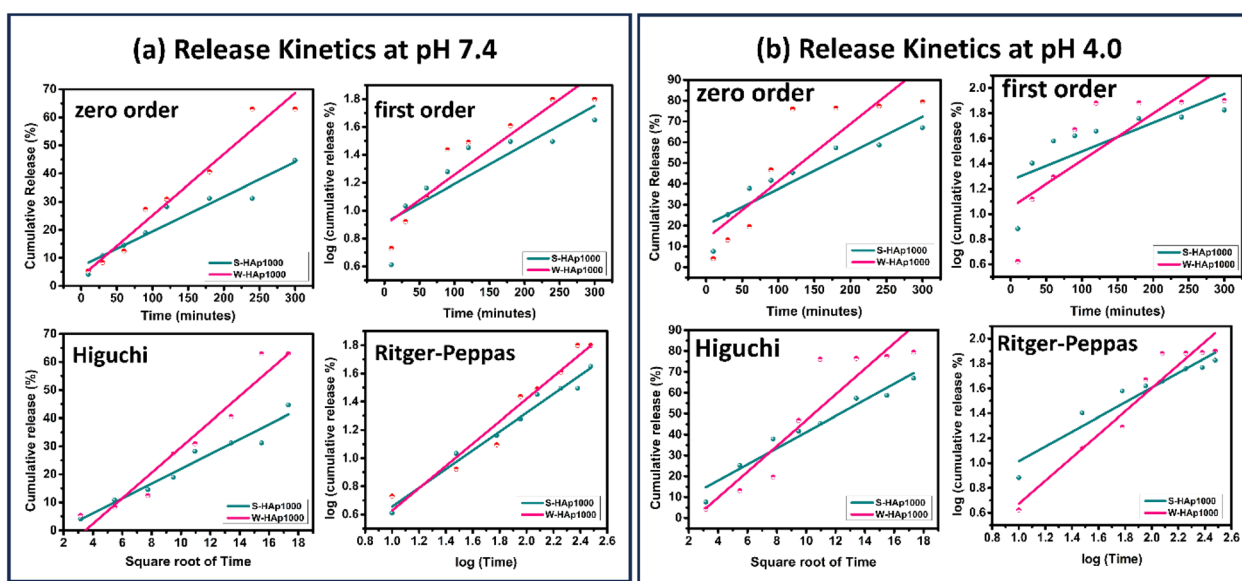 (a) Release Kinetics at pH 7.4
zero order
Cumulative Release (%)
70
60
50
40
30
20
10
0
0 50 100 150 200 250 300
Time (minutes)
S-HAp1000
W-HAp1000
first order
log (cumulative release %
1.8
1.6
1.4
1.2
1.0
0.8
0.6
0 50 100 150 200 250 300
Time (minutes)
S-HAp1000
W-HAp1000
Higuchi
Cumulative release (%)
70
60
50
40
30
20
10
0
2 4 6 8 10 12 14 16 18
Square root of Time
S-HAp1000
W-HAp1000
Ritger-Peppas
log (cumulative release %
1.8
1.6
1.4
1.2
1.0
0.8
0.6
0.8 1.0 1.2 1.4 1.6 1.8 2.0 2.2 2.4 2.6
log (Time)
S-HAp1000
W-HAp1000
(b) Release Kinetics at pH 4.0
zero order
Cumulative Release (%)
90
80
70
60
50
40
30
20
10
0
0 50 100 150 200 250 300
Time (minutes)
S-HAp1000
W-HAp1000
first order
log (cumulative release %
2.0
1.8
1.6
1.4
1.2
1.0
0.8
0.6
0 50 100 150 200 250 300
Time (minutes)
S-HAp1000
W-HAp1000
Higuchi
Cumulative release (%)
90
80
70
60
50
40
30
20
10
0
2 4 6 8 10 12 14 16 18
Square root of Time
S-HAp1000
W-HAp1000
Ritger-Peppas
log (cumulative release %
2.0
1.8
1.6
1.4
1.2
1.0
0.8
0.6
0.8 1.0 1.2 1.4 1.6 1.8 2.0 2.2 2.4 2.6
log (Time)
S-HAp1000
W-HAp1000